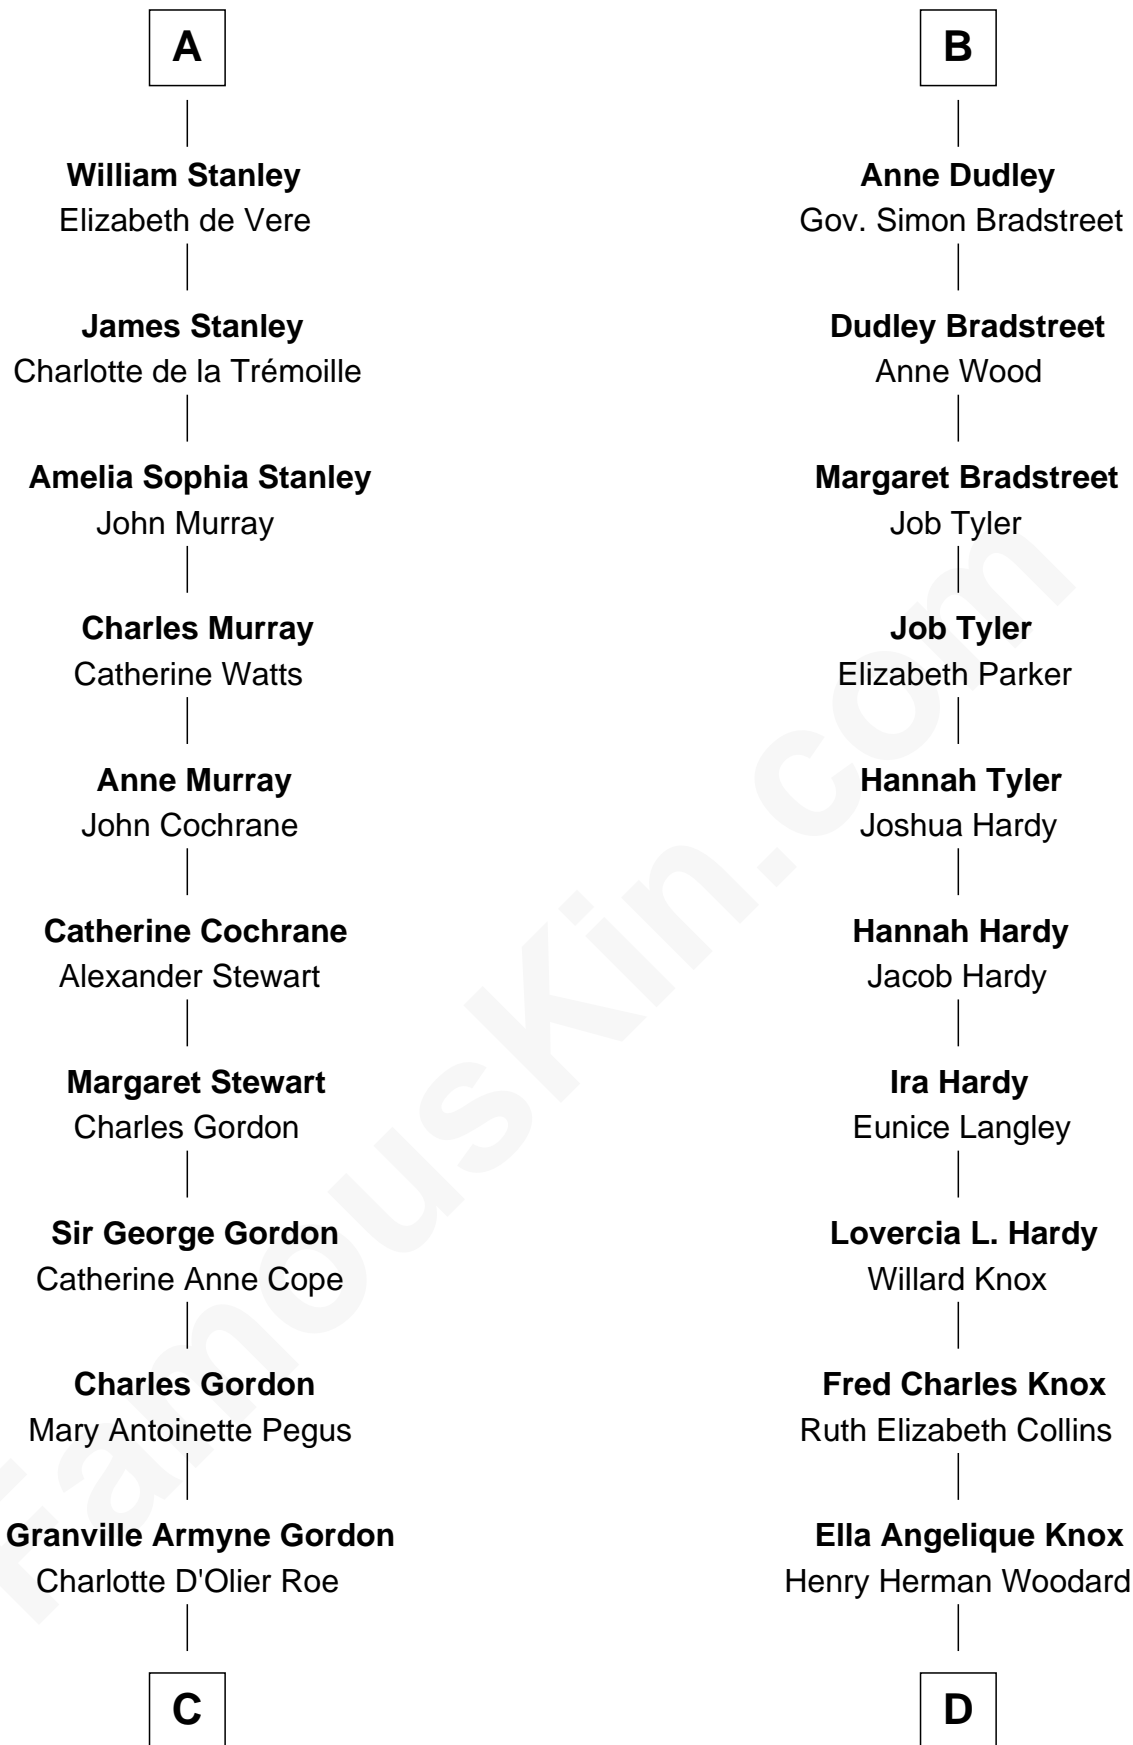 A
William Stanley
Elizabeth de Vere
James Stanley
Charlotte de la Trémoille
Amelia Sophia Stanley
John Murray
Charles Murray
Catherine Watts
Anne Murray
John Cochrane
Catherine Cochrane
Alexander Stewart
Margaret Stewart
Charles Gordon
Sir George Gordon
Catherine Anne Cope
Charles Gordon
Mary Antoinette Pegus
Granville Armyne Gordon
Charlotte D'Olier Roe
C
B
Anne Dudley
Gov. Simon Bradstreet
Dudley Bradstreet
Anne Wood
Margaret Bradstreet
Job Tyler
Job Tyler
Elizabeth Parker
Hannah Tyler
Joshua Hardy
Hannah Hardy
Jacob Hardy
Ira Hardy
Eunice Langley
Lovercia L. Hardy
Willard Knox
Fred Charles Knox
Ruth Elizabeth Collins
Ella Angelique Knox
Henry Herman Woodard
D
FamousKin.com